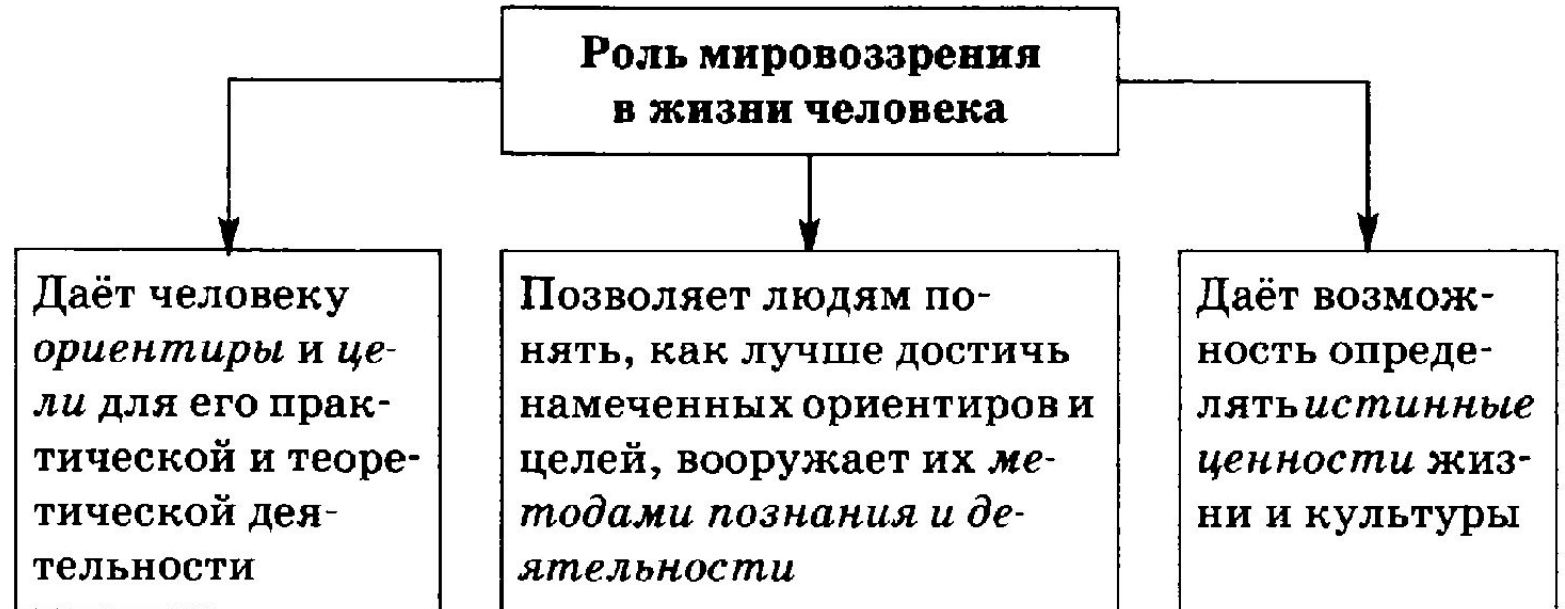 Роль мировоззрения
в жизни человека
Даёт человеку
ориентиры и це-
ли для его прак-
тической и теоре-
тической дея-
тельности
Позволяет людям по-
нять, как лучше достичь
намеченных ориентиров и
целей, вооружает их ме-
тодами познания и де-
ятельности
Даёт возмож-
ность опреде-
лять истинные
ценности жиз-
ни и культуры